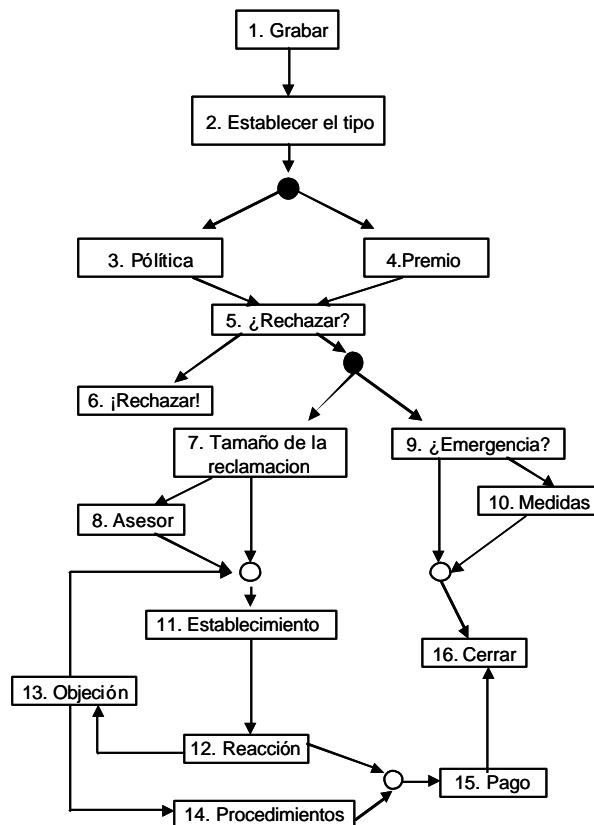 1. Grabar
2. Establecer el tipo
3. Pólítica
4.Premio
5. ¿Rechazar?
6. ¡Rechazar!
7. Tamaño de la
reclamacion
9. ¿Emergencia?
8. Asesor
10. Medidas
11. Establecimiento
16. Cerrar
13. Objeción
12. Reacción
15. Pago
14. Procedimientos